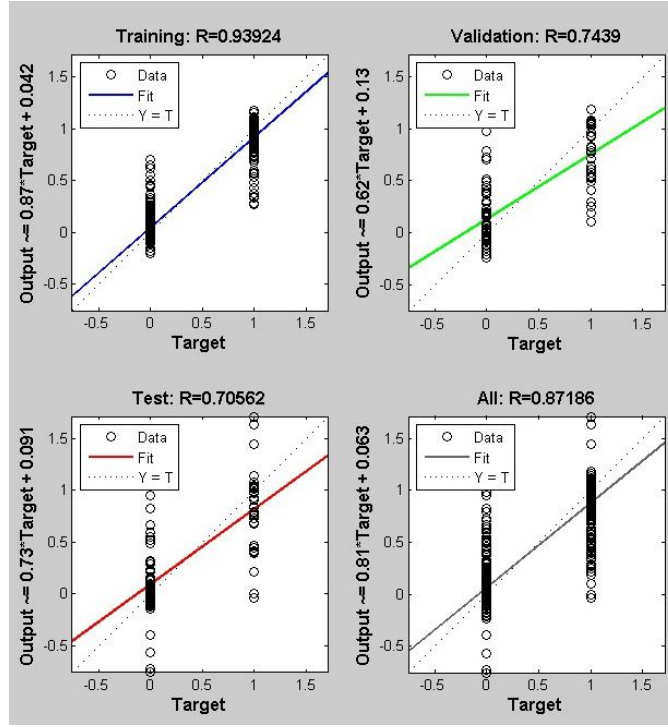 Training: R=0.93924
Output ~= 0.87*Target + 0.042
1.5
1
0.5
0
-0.5
Data
Fit
Y = T
-0.5 0 0.5 1 1.5
Target
Validation: R=0.7439
Output ~= 0.62*Target + 0.13
1.5
1
0.5
0
-0.5
Data
Fit
Y = T
-0.5 0 0.5 1 1.5
Target
Test: R=0.70562
Output ~= 0.73*Target + 0.091
1.5
1
0.5
0
-0.5
Data
Fit
Y = T
-0.5 0 0.5 1 1.5
Target
All: R=0.87186
Output ~= 0.81*Target + 0.063
1.5
1
0.5
0
-0.5
Data
Fit
Y = T
-0.5 0 0.5 1 1.5
Target